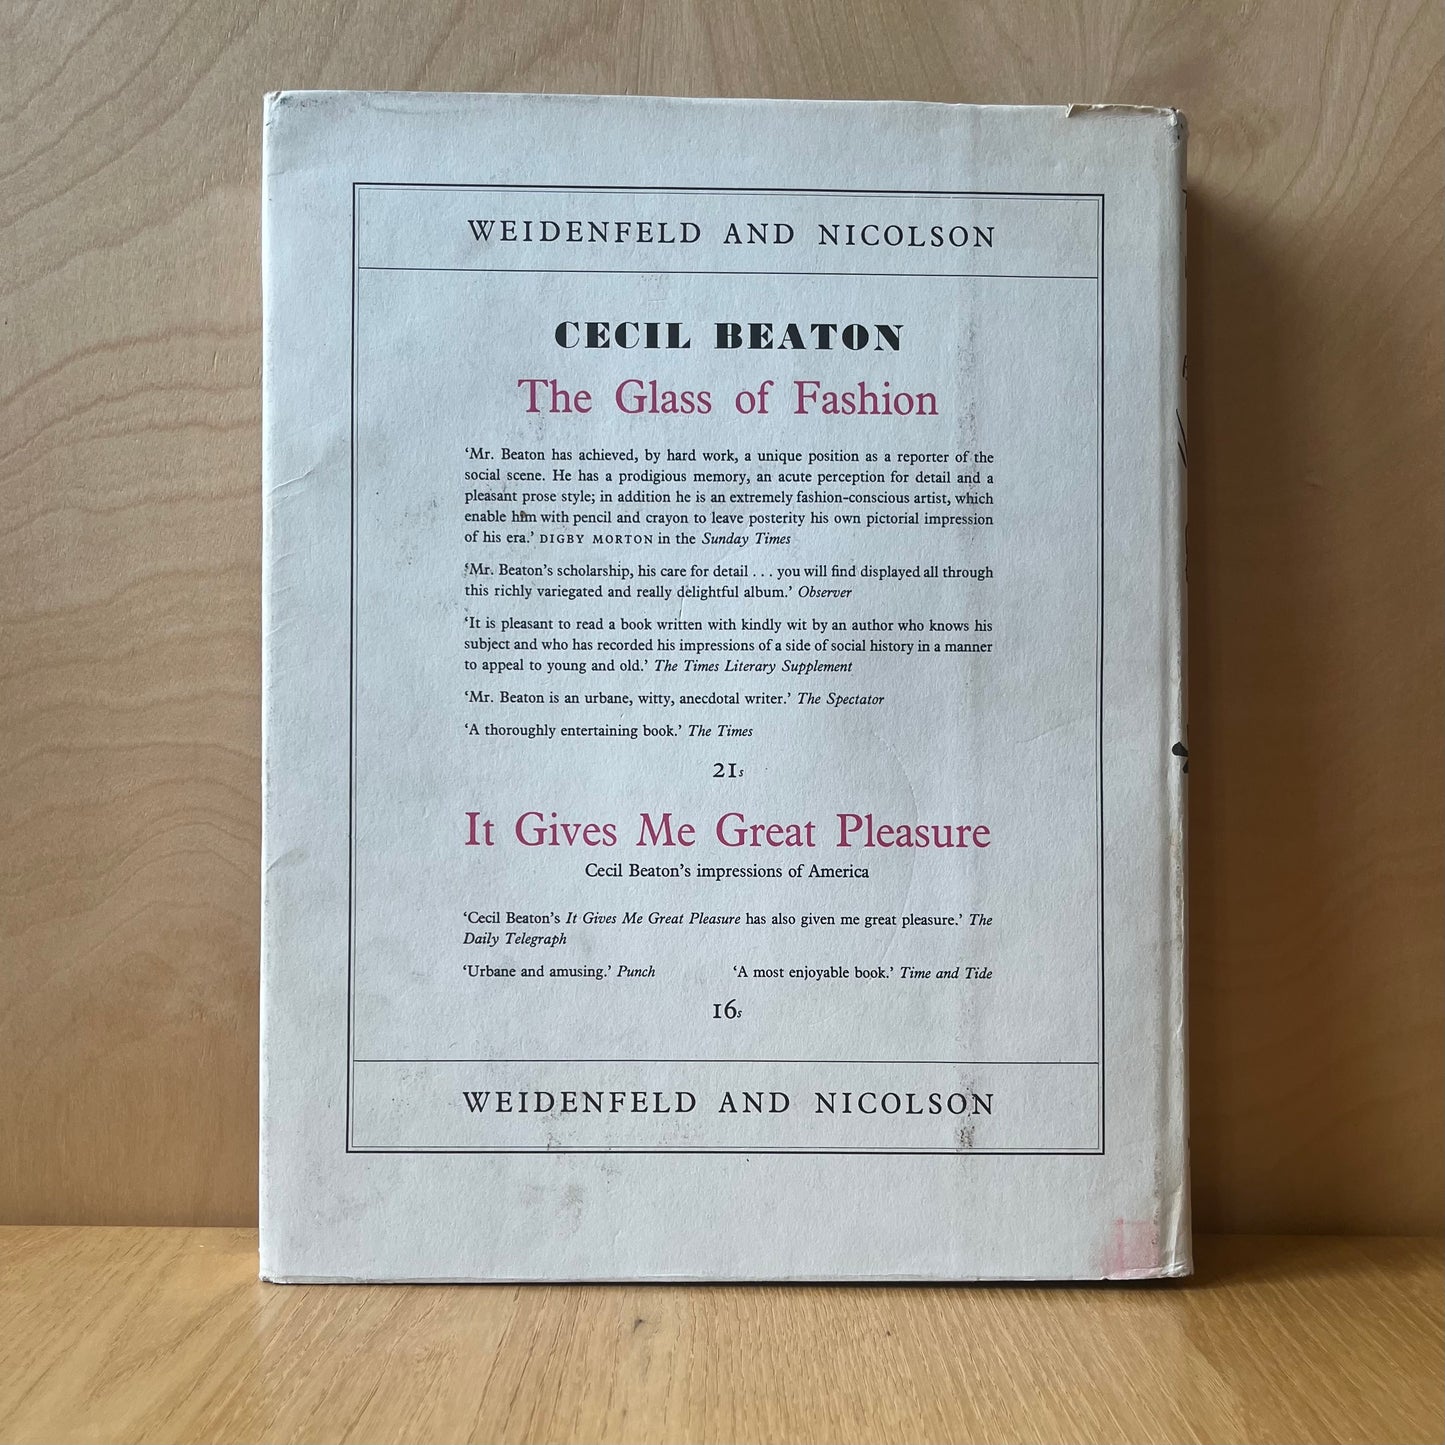 WEIDENFELD AND NICOLSON
CECIL BEATON
The Glass of Fashion
‘Mr. Beaton has achieved, by hard work, a unique position as a reporter of the
social scene. He has a prodigious memory, an acute perception for detail and a
pleasant prose style; in addition he is an extremely fashion-conscious artist, which
enable him with pencil and crayon to leave posterity his own pictorial impression
of his era.’ DIGBY MORTON in the Sunday Times
‘Mr. Beaton’s scholarship, his care for detail . . . you will find displayed all through
this richly variegated and really delightful album.’ Observer
‘It is pleasant to read a book written with kindly wit by an author who knows his
subject and who has recorded his impressions of a side of social history in a manner
to appeal to young and old.’ The Times Literary Supplement
‘Mr. Beaton is an urbane, witty, anecdotal writer.’ The Spectator
‘A thoroughly entertaining book.’ The Times
21s
It Gives Me Great Pleasure
Cecil Beaton’s impressions of America
‘Cecil Beaton’s It Gives Me Great Pleasure has also given me great pleasure.’ The
Daily Telegraph
‘Urbane and amusing.’ Punch ‘A most enjoyable book.’ Time and Tide
16s
WEIDENFELD AND NICOLSON